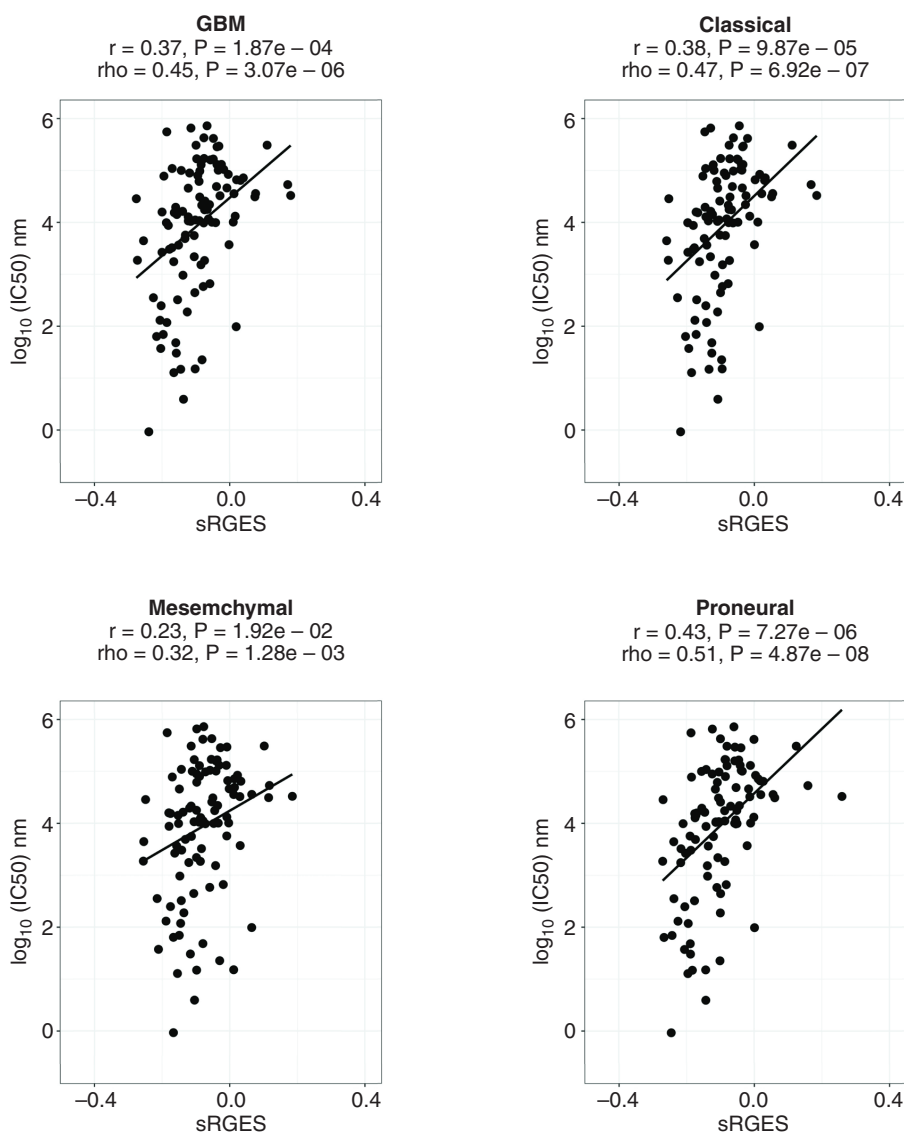 GBM
r = 0.37, P = 1.87e – 04
rho = 0.45, P = 3.07e – 06
6
4
2
0
log10 (IC50) nm
–0.4
0.0
0.4
sRGES
Classical
r = 0.38, P = 9.87e – 05
rho = 0.47, P = 6.92e – 07
6
4
2
0
log10 (IC50) nm
–0.4
0.0
0.4
sRGES
Mesemchymal
r = 0.23, P = 1.92e – 02
rho = 0.32, P = 1.28e – 03
6
4
2
0
log10 (IC50) nm
–0.4
0.0
0.4
sRGES
Proneural
r = 0.43, P = 7.27e – 06
rho = 0.51, P = 4.87e – 08
6
4
2
0
log10 (IC50) nm
–0.4
0.0
0.4
sRGES